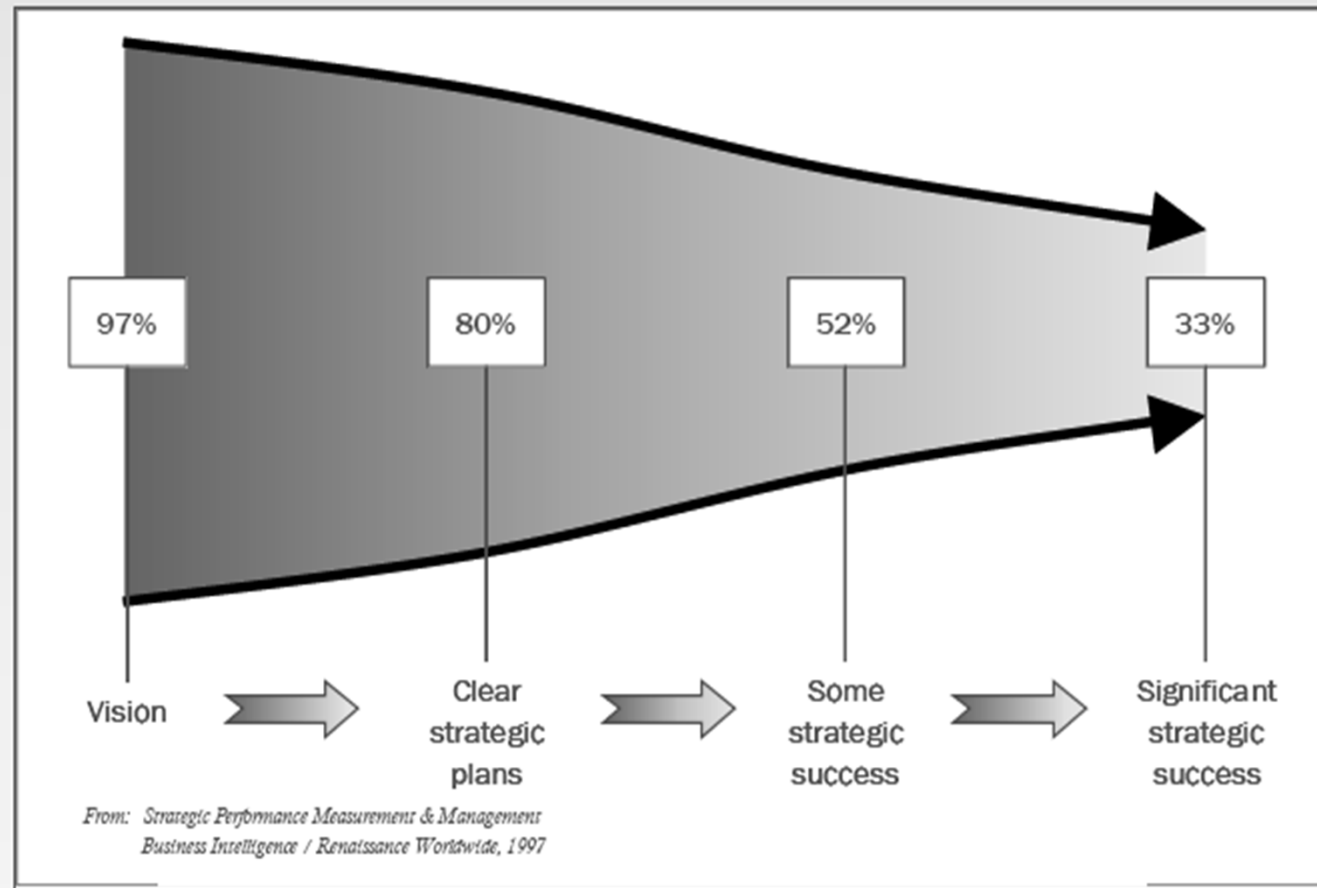 97%
80%
52%
33%
Vision
Clear
strategic
plans
Some
strategic
success
Significant
strategic
success
From: Strategic Performance Measurement & Management
Business Intelligence / Renaissance Worldwide, 1997